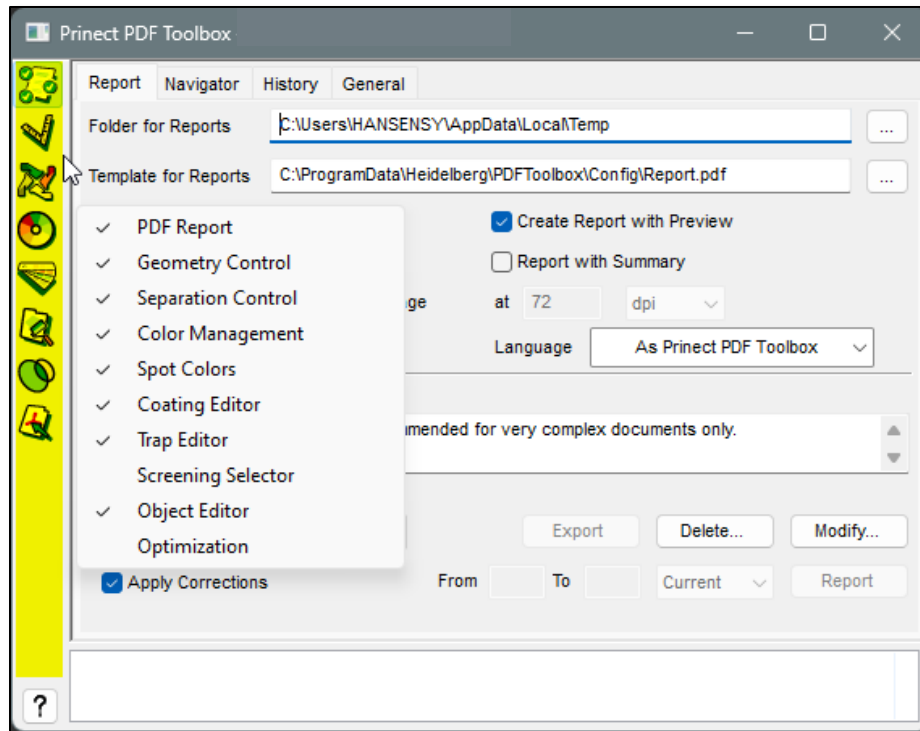 Prinect PDF Toolbox
Report Navigator History General
Folder for Reports C:\Users\HANSENSY\AppData\Local\Temp ...
Template for Reports C:\ProgramData\Heidelberg\PDFToolbox\Config\Report.pdf ...
✓ PDF Report
✓ Geometry Control
✓ Separation Control
✓ Color Management
✓ Spot Colors
✓ Coating Editor
✓ Trap Editor
Screening Selector
✓ Object Editor
Optimization
Create Report with Preview
Report with Summary
ge at 72 dpi
Language As Prinect PDF Toolbox
mended for very complex documents only.
Export Delete... Modify...
Apply Corrections From To Current Report
?